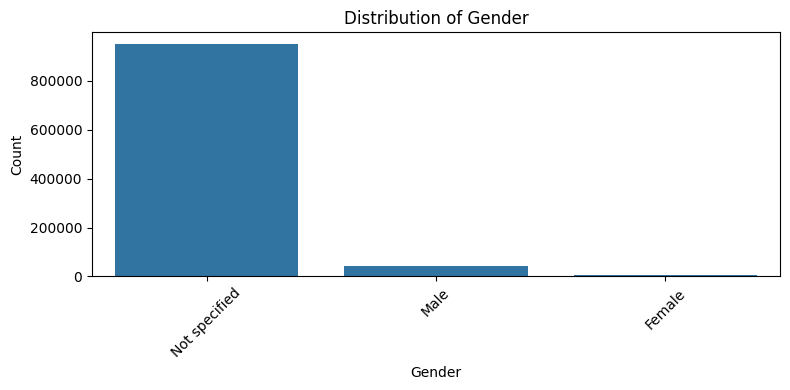 Distribution of Gender
Count
800000
600000
400000
200000
0
Not specified
Male
Female
Gender